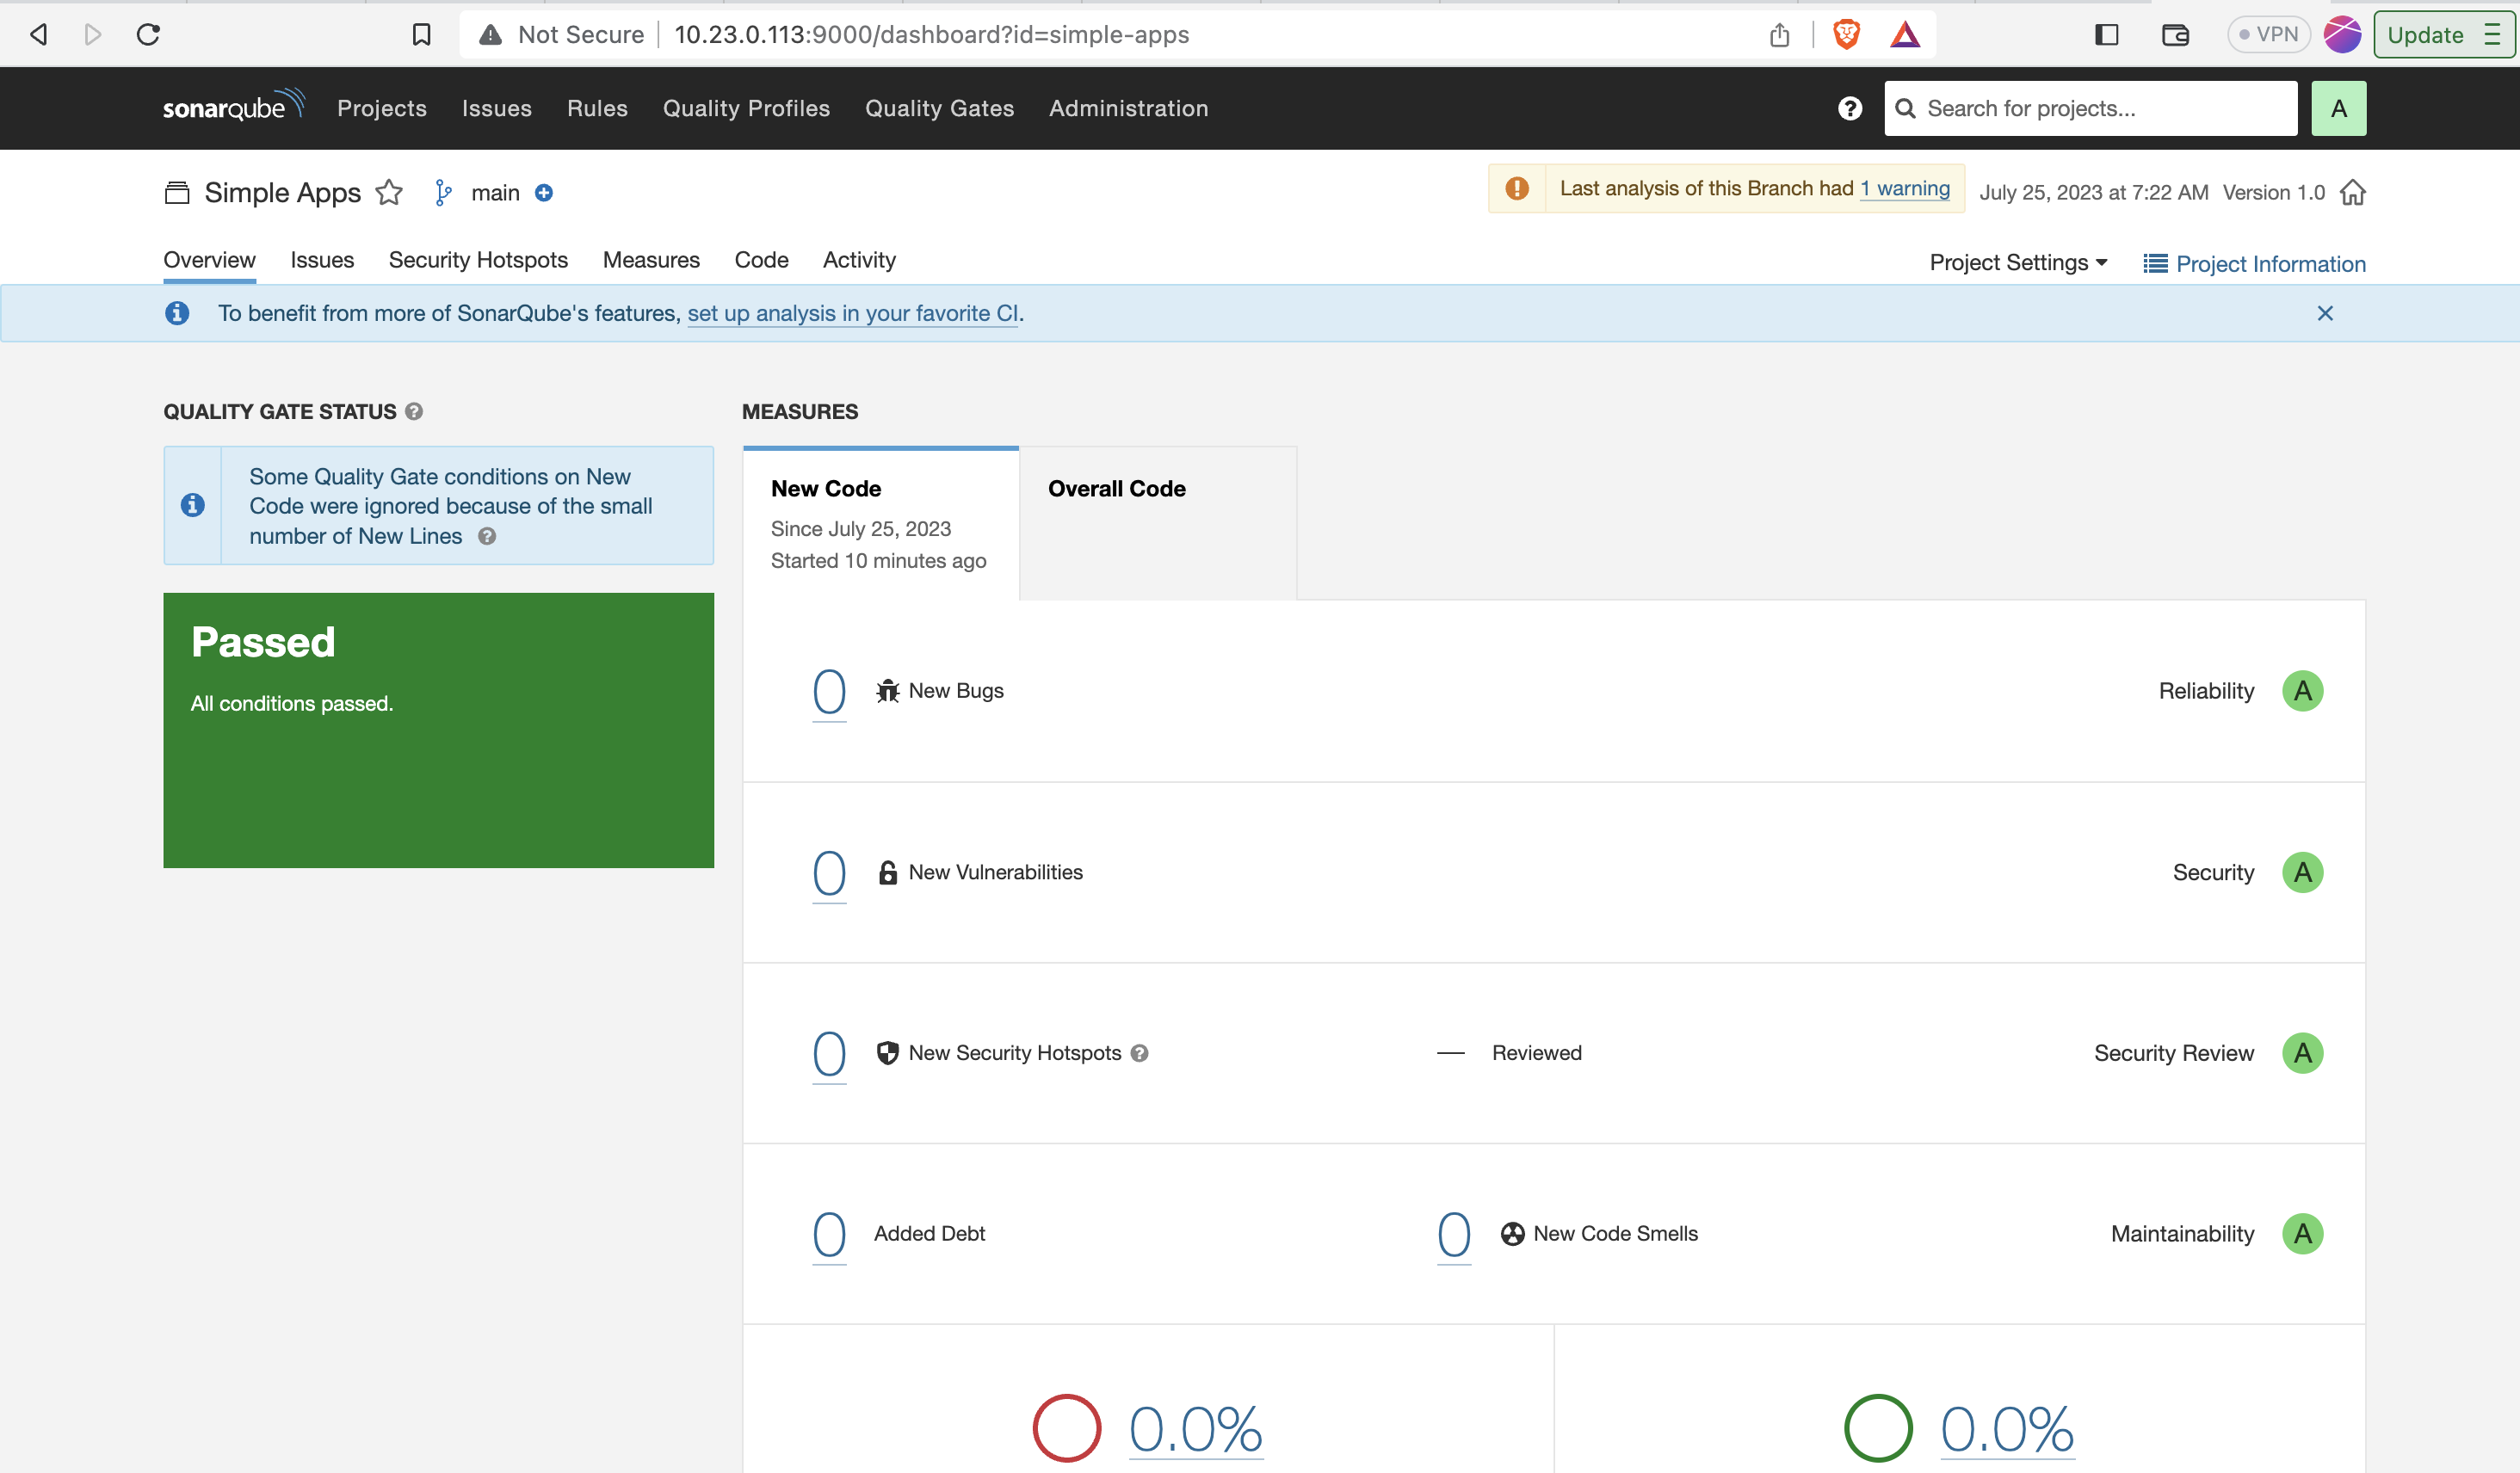 Not Secure
10.23.0.113:9000/dashboard?id=simple-apps
VPN
Update
sonarqube
Projects
Issues
Rules
Quality Profiles
Quality Gates
Administration
Search for projects...
A
Simple Apps
main
Last analysis of this Branch had 1 warning
July 25, 2023 at 7:22 AM
Version 1.0
Overview
Issues
Security Hotspots
Measures
Code
Activity
Project Settings
Project Information
To benefit from more of SonarQube's features, set up analysis in your favorite CI.
QUALITY GATE STATUS
Some Quality Gate conditions on New
Code were ignored because of the small
number of New Lines
Passed
All conditions passed.
MEASURES
New Code
Since July 25, 2023
Started 10 minutes ago
Overall Code
0 New Bugs
Reliability A
0 New Vulnerabilities
Security A
0 New Security Hotspots
— Reviewed
Security Review A
0 Added Debt
0 New Code Smells
Maintainability A
0.0%
0.0%